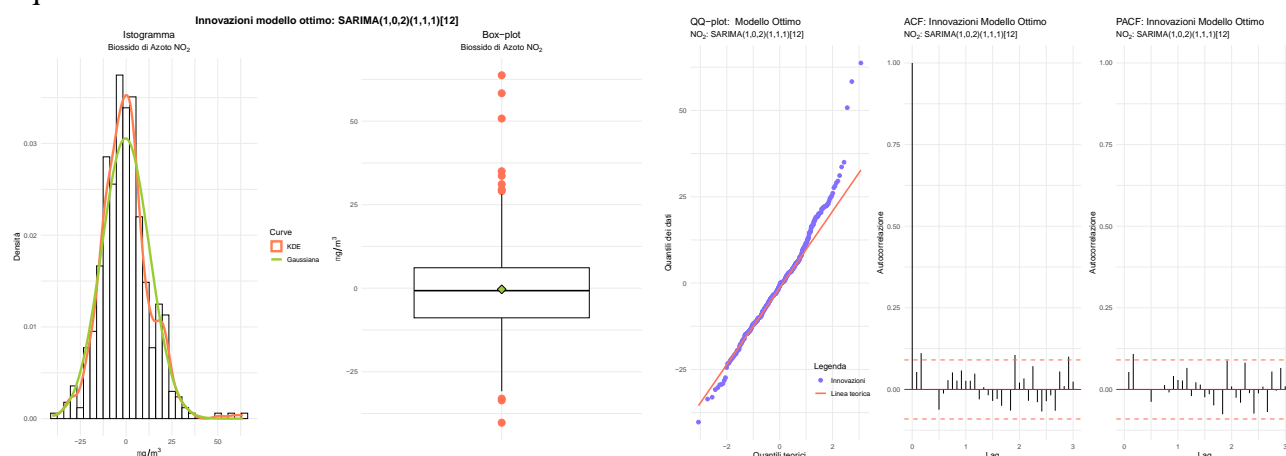 Innovazioni modello ottimo: SARIMA(1,0,2)(1,1,1)[12]
Istogramma
Biossido di Azoto NO₂
Densità
0.03
0.02
0.01
0.00
−25
0
25
50
mg/m³
Curve
KDE
Gaussiana
Box−plot
Biossido di Azoto NO₂
mg/m³
50
25
0
−25
QQ−plot: Modello Ottimo
NO₂: SARIMA(1,0,2)(1,1,1)[12]
Quantili dei dati
50
25
0
−25
−2
0
2
Quantili teorici
Legenda
Innovazioni
Linea teorica
ACF: Innovazioni Modello Ottimo
NO₂: SARIMA(1,0,2)(1,1,1)[12]
Autocorrelazione
1.00
0.75
0.50
0.25
0.00
0
1
2
3
Lag
PACF: Innovazioni Modello Ottimo
NO₂: SARIMA(1,0,2)(1,1,1)[12]
Autocorrelazione
1.00
0.75
0.50
0.25
0.00
0
1
2
3
Lag